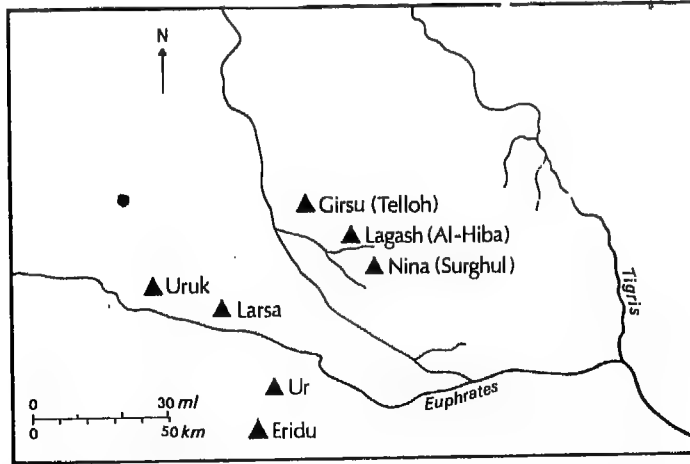 N
Girsu (Telloh)
Lagash (Al-Hiba)
Nina (Surghul)
Uruk
Larsa
Tigris
Ur
Euphrates
Eridu
0 30 ml
0 50 km